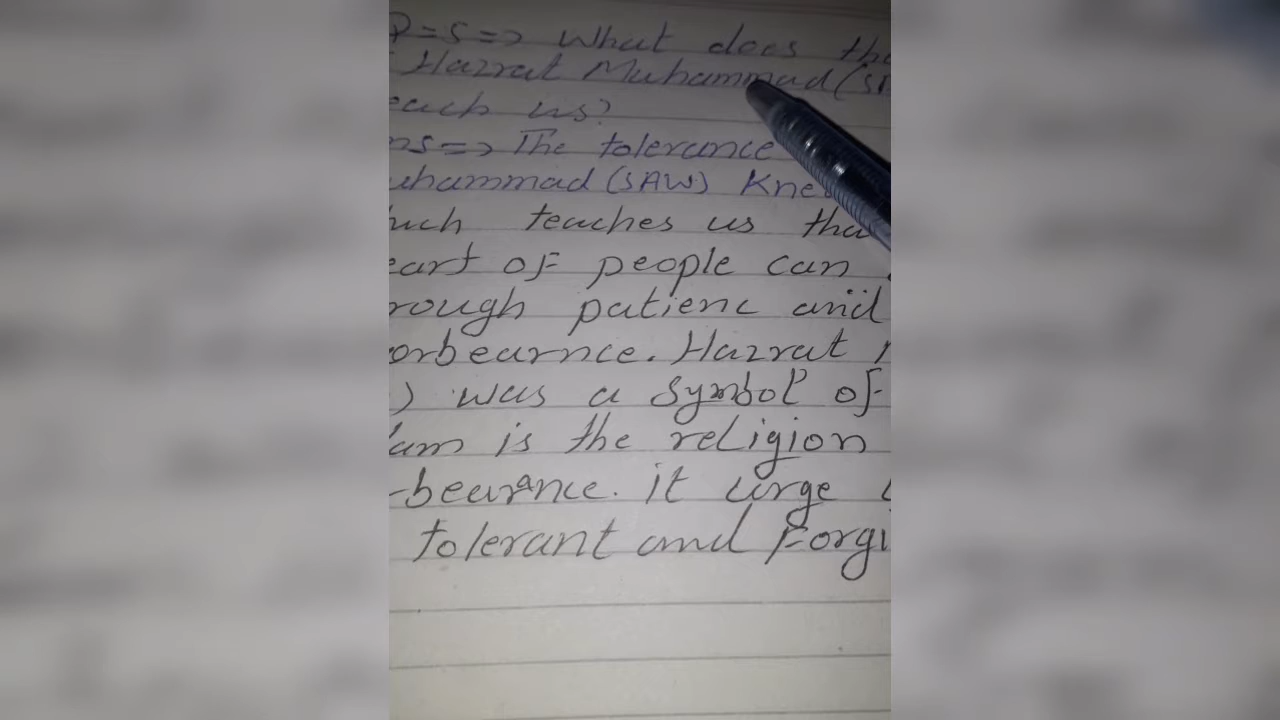 Q=5=> What does the
Hazrat Muhammad (SA
each us?
ns=> The tolerance
uhammad (SAW) Kne
uch teaches us tha
eart of people can
rough patienc and
orbearnce. Hazrat
) was a symbol of
lam is the religion
-bearance. it urge
tolerant and Forgi